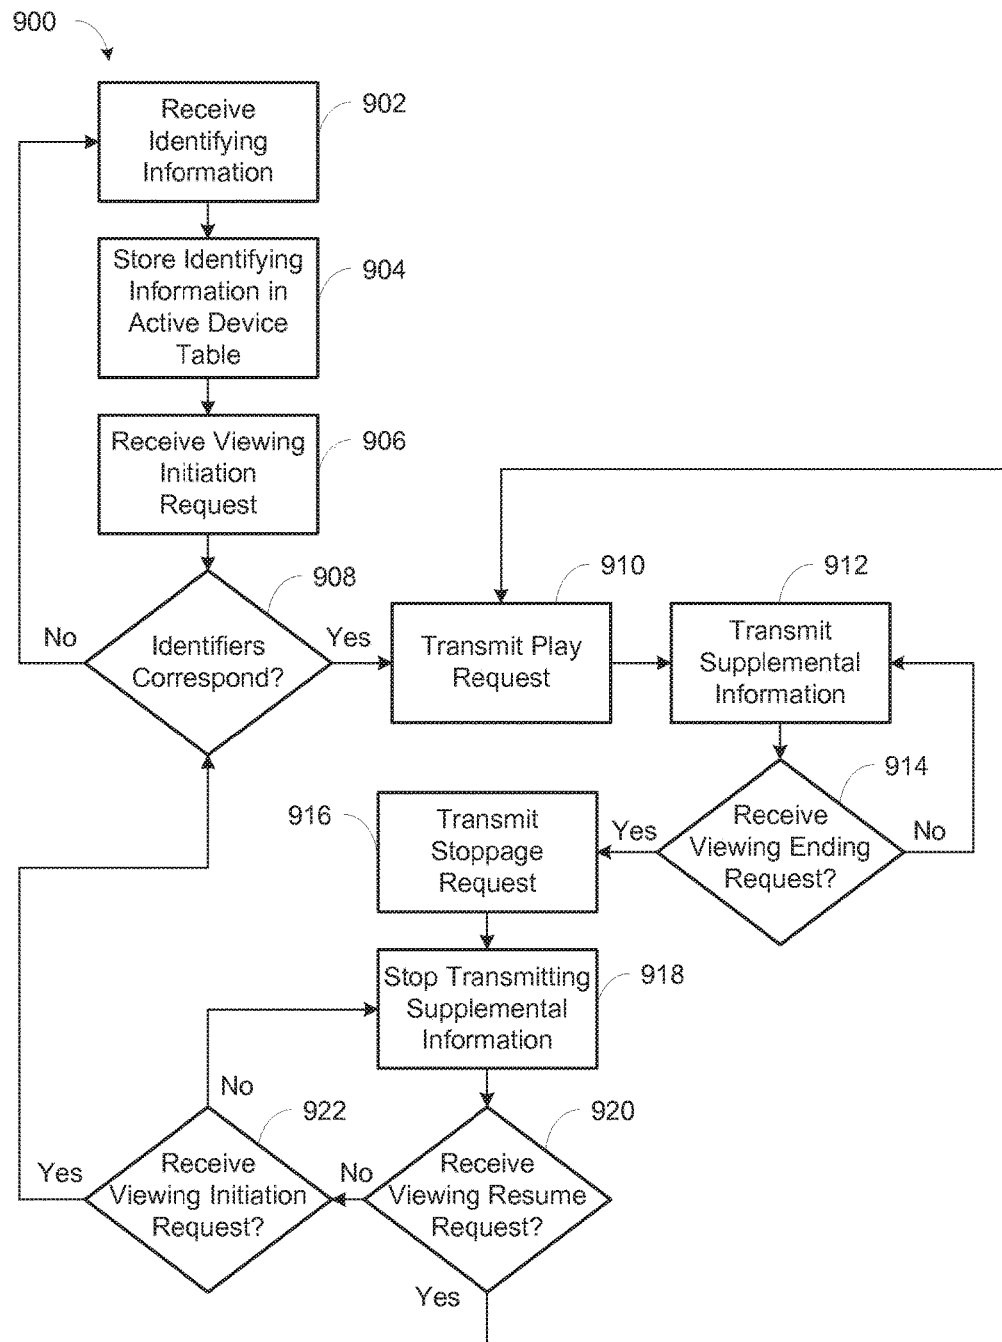 900
Receive
Identifying
Information
902
Store Identifying
Information in
Active Device
Table
904
Receive Viewing
Initiation
Request
906
Identifiers
Correspond?
908
No
Yes
Transmit Play
Request
910
Transmit
Supplemental
Information
912
Receive
Viewing Ending
Request?
914
Yes
No
916
Transmit
Stoppage
Request
Stop Transmitting
Supplemental
Information
918
Receive
Viewing Resume
Request?
920
No
Yes
Receive
Viewing Initiation
Request?
922
No
Yes